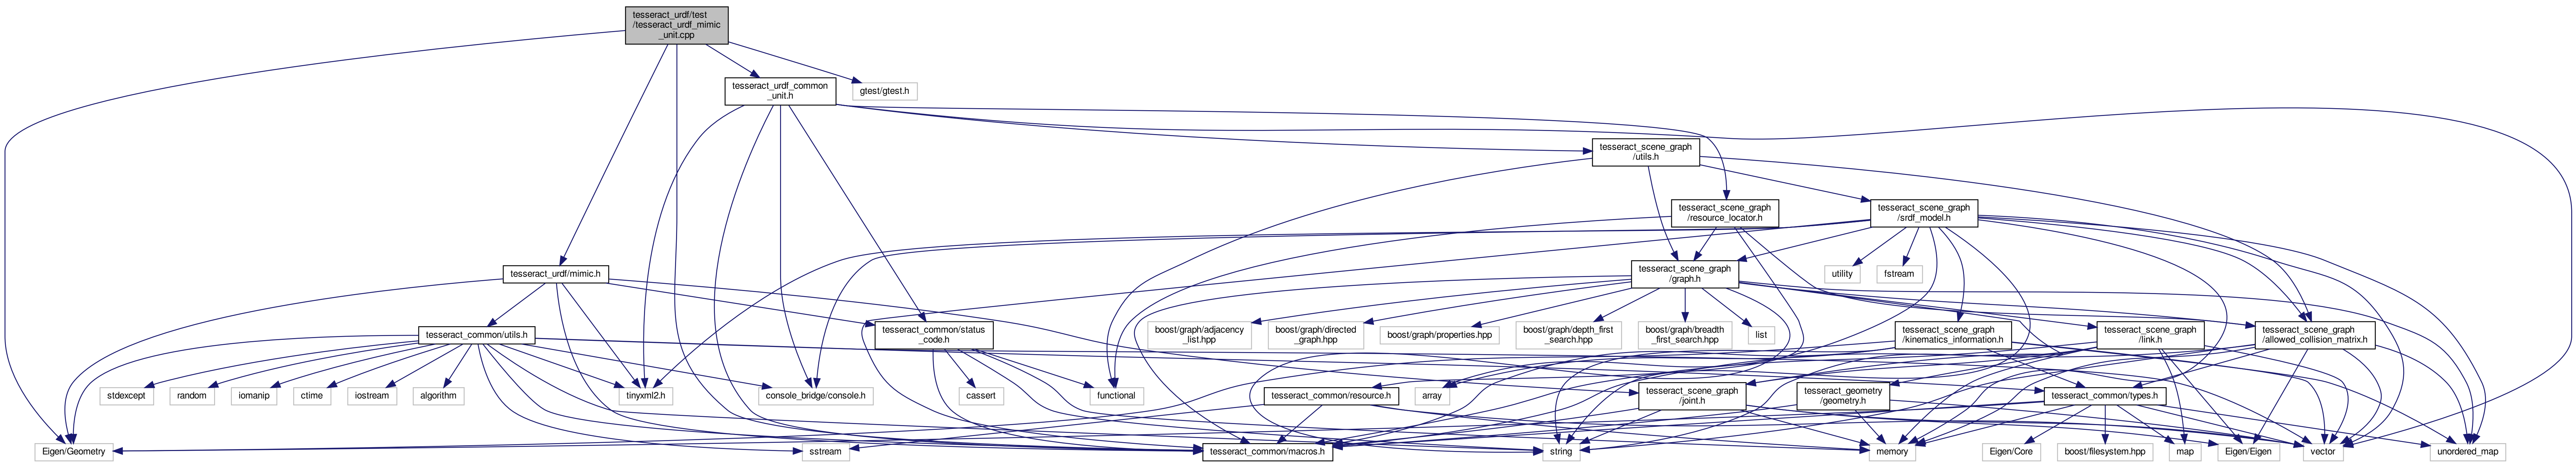 tesseract_urdf/test
/tesseract_urdf_mimic
_unit.cpp
tesseract_urdf_common
_unit.h
gtest/gtest.h
tesseract_scene_graph
/utils.h
tesseract_scene_graph
/resource_locator.h
tesseract_scene_graph
/srdf_model.h
tesseract_urdf/mimic.h
tesseract_scene_graph
/graph.h
utility
fstream
tesseract_common/utils.h
tesseract_common/status
_code.h
boost/graph/adjacency
_list.hpp
boost/graph/directed
_graph.hpp
boost/graph/properties.hpp
boost/graph/depth_first
_search.hpp
boost/graph/breadth
_first_search.hpp
list
tesseract_scene_graph
/kinematics_information.h
tesseract_scene_graph
/link.h
tesseract_scene_graph
/allowed_collision_matrix.h
stdexcept
random
iomanip
ctime
iostream
algorithm
tinyxml2.h
console_bridge/console.h
cassert
functional
tesseract_common/resource.h
array
tesseract_scene_graph
/joint.h
tesseract_geometry
/geometry.h
tesseract_common/types.h
Eigen/Geometry
sstream
tesseract_common/macros.h
string
memory
Eigen/Core
boost/filesystem.hpp
map
Eigen/Eigen
vector
unordered_map